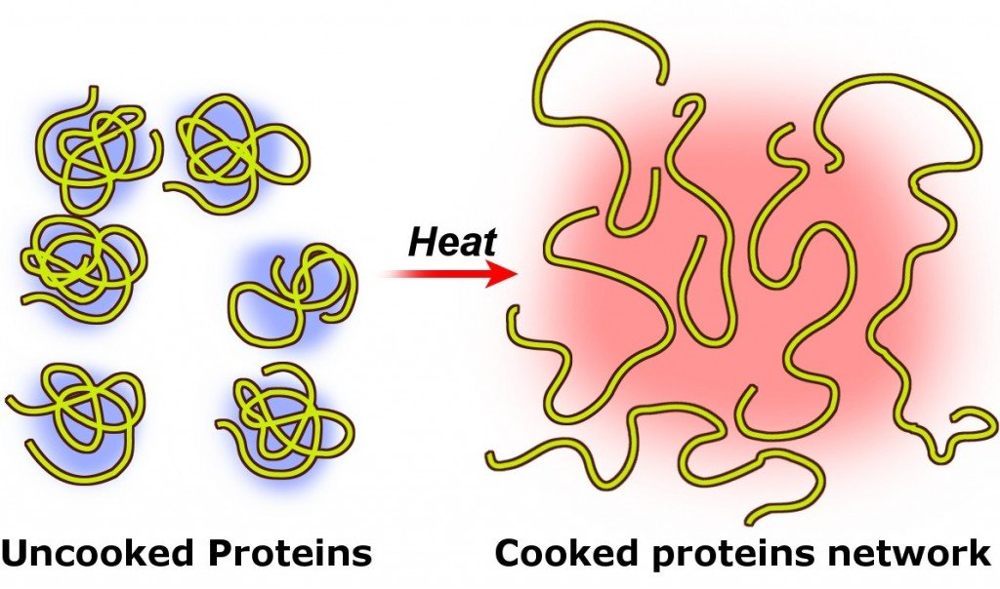 Heat
Uncooked Proteins
Cooked proteins network